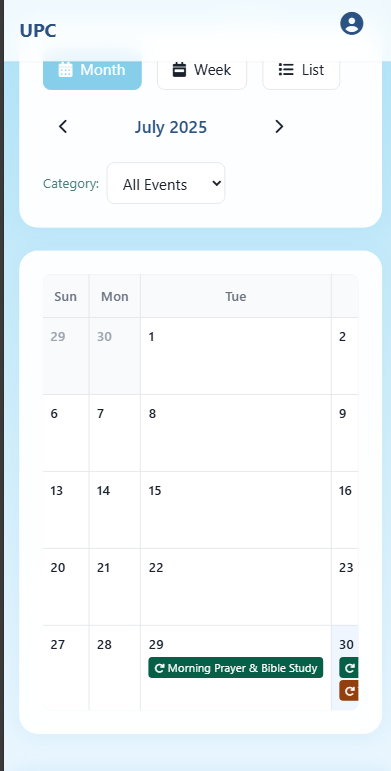 UPC
Month Week List
July 2025
Category: All Events
Sun Mon Tue
29 30 1 2
6 7 8 9
13 14 15 16
20 21 22 23
27 28 29 30
Morning Prayer & Bible Study